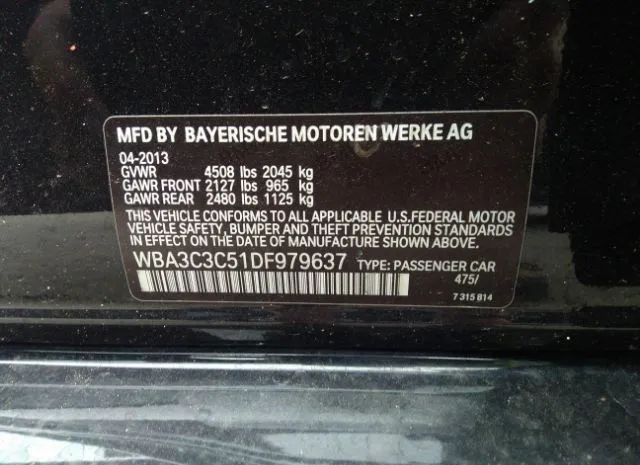 MFD BY BAYERISCHE MOTOREN WERKE AG
04-2013
GVWR 4508 lbs 2045 kg
GAWR FRONT 2127 lbs 965 kg
GAWR REAR 2480 lbs 1125 kg
THIS VEHICLE CONFORMS TO ALL APPLICABLE U.S.FEDERAL MOTOR
VEHICLE SAFETY, BUMPER AND THEFT PREVENTION STANDARDS
IN EFFECT ON THE DATE OF MANUFACTURE SHOWN ABOVE.
WBA3C3C51DF979637 TYPE: PASSENGER CAR
475/
7 315 814